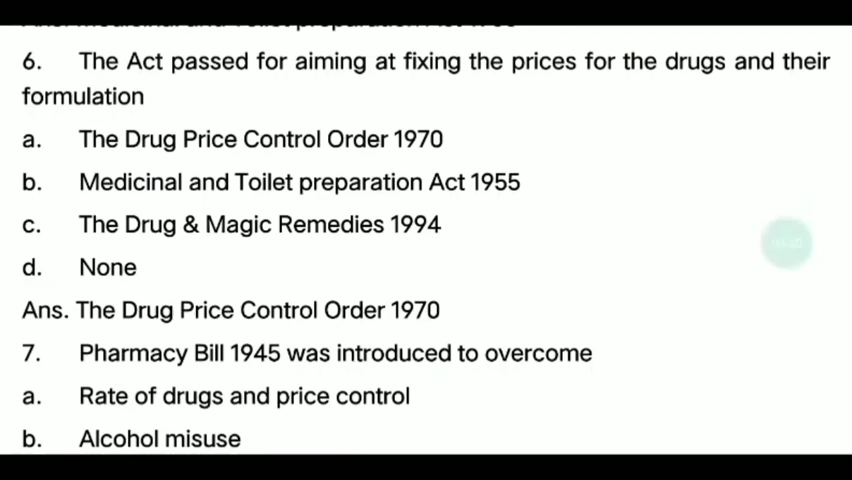 6. The Act passed for aiming at fixing the prices for the drugs and their
formulation
a. The Drug Price Control Order 1970
b. Medicinal and Toilet preparation Act 1955
c. The Drug & Magic Remedies 1994
d. None
Ans. The Drug Price Control Order 1970
7. Pharmacy Bill 1945 was introduced to overcome
a. Rate of drugs and price control
b. Alcohol misuse